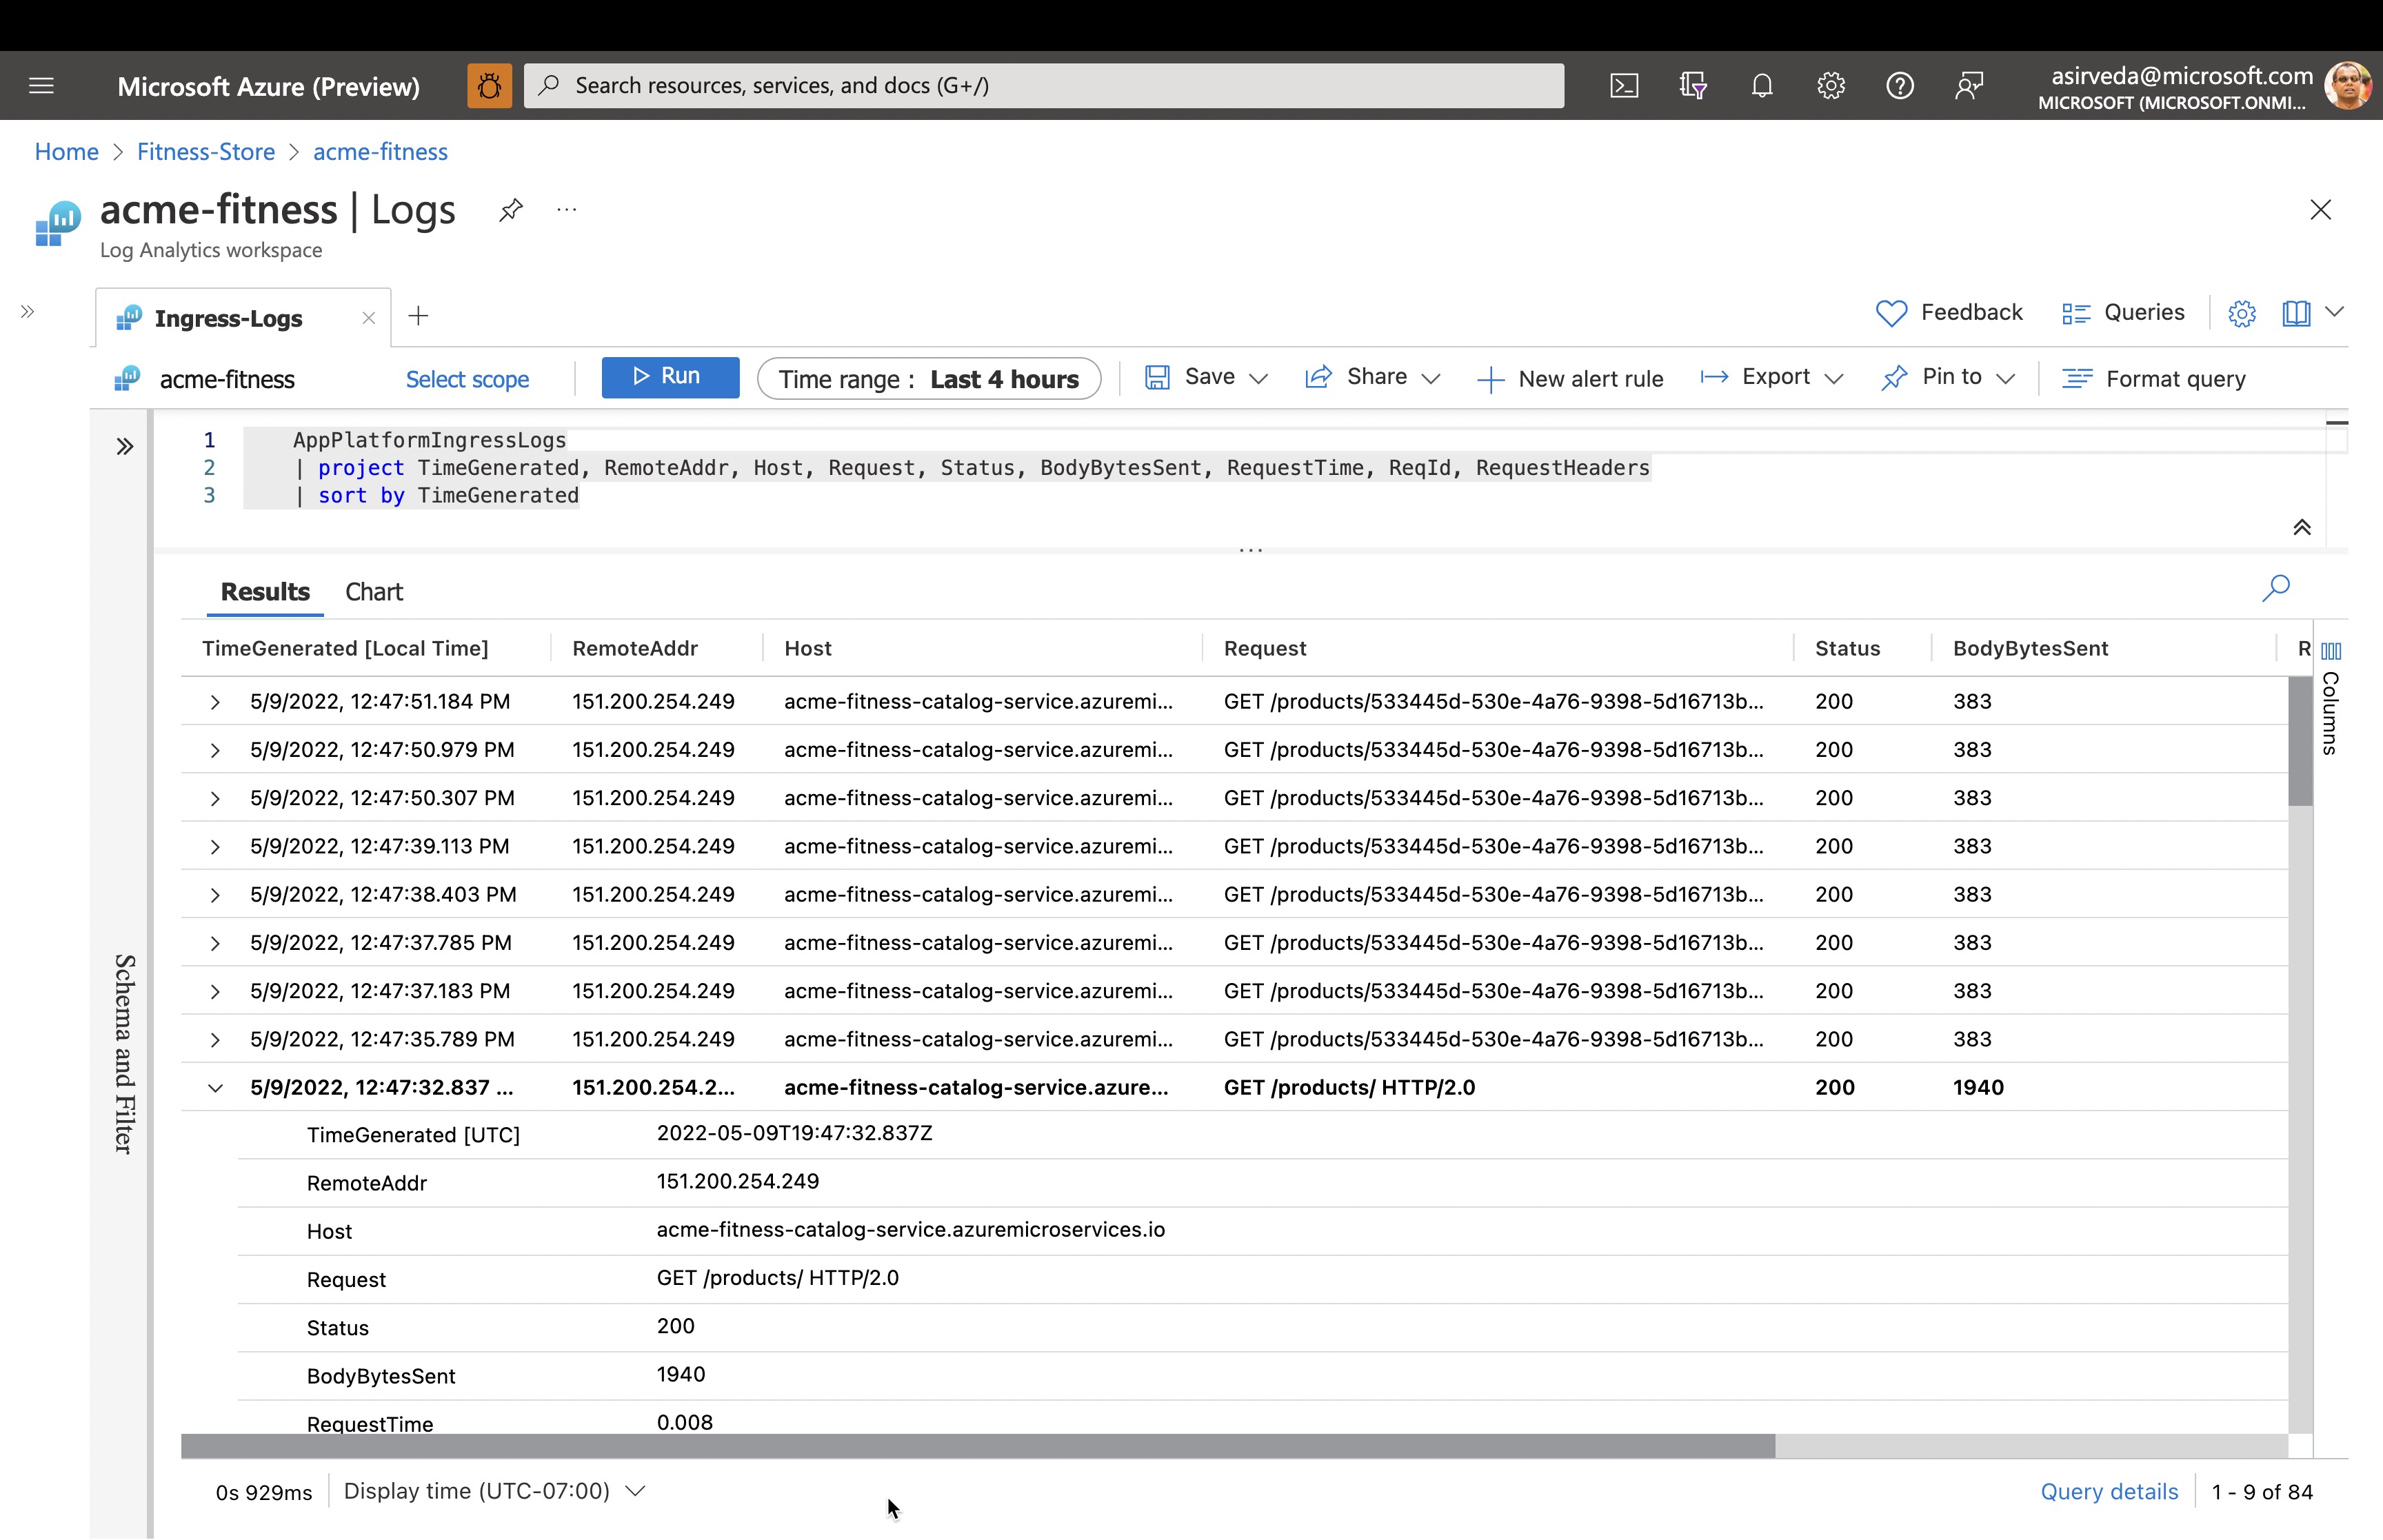 Microsoft Azure (Preview)
Search resources, services, and docs (G+/)
asirveda@microsoft.com
MICROSOFT (MICROSOFT.ONMI...
Home > Fitness-Store > acme-fitness
acme-fitness | Logs
...
Log Analytics workspace
Ingress-Logs
Feedback
Queries
acme-fitness
Select scope
Run
Time range : Last 4 hours
Save
Share
New alert rule
Export
Pin to
Format query
1 AppPlatformIngressLogs
2 | project TimeGenerated, RemoteAddr, Host, Request, Status, BodyBytesSent, RequestTime, ReqId, RequestHeaders
3 | sort by TimeGenerated
...
Schema and Filter
Results Chart
TimeGenerated [Local Time] RemoteAddr Host Request Status BodyBytesSent R
Columns
5/9/2022, 12:47:51.184 PM 151.200.254.249 acme-fitness-catalog-service.azuremi... GET /products/533445d-530e-4a76-9398-5d16713b... 200 383
5/9/2022, 12:47:50.979 PM 151.200.254.249 acme-fitness-catalog-service.azuremi... GET /products/533445d-530e-4a76-9398-5d16713b... 200 383
5/9/2022, 12:47:50.307 PM 151.200.254.249 acme-fitness-catalog-service.azuremi... GET /products/533445d-530e-4a76-9398-5d16713b... 200 383
5/9/2022, 12:47:39.113 PM 151.200.254.249 acme-fitness-catalog-service.azuremi... GET /products/533445d-530e-4a76-9398-5d16713b... 200 383
5/9/2022, 12:47:38.403 PM 151.200.254.249 acme-fitness-catalog-service.azuremi... GET /products/533445d-530e-4a76-9398-5d16713b... 200 383
5/9/2022, 12:47:37.785 PM 151.200.254.249 acme-fitness-catalog-service.azuremi... GET /products/533445d-530e-4a76-9398-5d16713b... 200 383
5/9/2022, 12:47:37.183 PM 151.200.254.249 acme-fitness-catalog-service.azuremi... GET /products/533445d-530e-4a76-9398-5d16713b... 200 383
5/9/2022, 12:47:35.789 PM 151.200.254.249 acme-fitness-catalog-service.azuremi... GET /products/533445d-530e-4a76-9398-5d16713b... 200 383
5/9/2022, 12:47:32.837 ... 151.200.254.2... acme-fitness-catalog-service.azure... GET /products/ HTTP/2.0 200 1940
TimeGenerated [UTC] 2022-05-09T19:47:32.837Z
RemoteAddr 151.200.254.249
Host acme-fitness-catalog-service.azuremicroservices.io
Request GET /products/ HTTP/2.0
Status 200
BodyBytesSent 1940
RequestTime 0.008
0s 929ms
Display time (UTC-07:00)
Query details
1 - 9 of 84